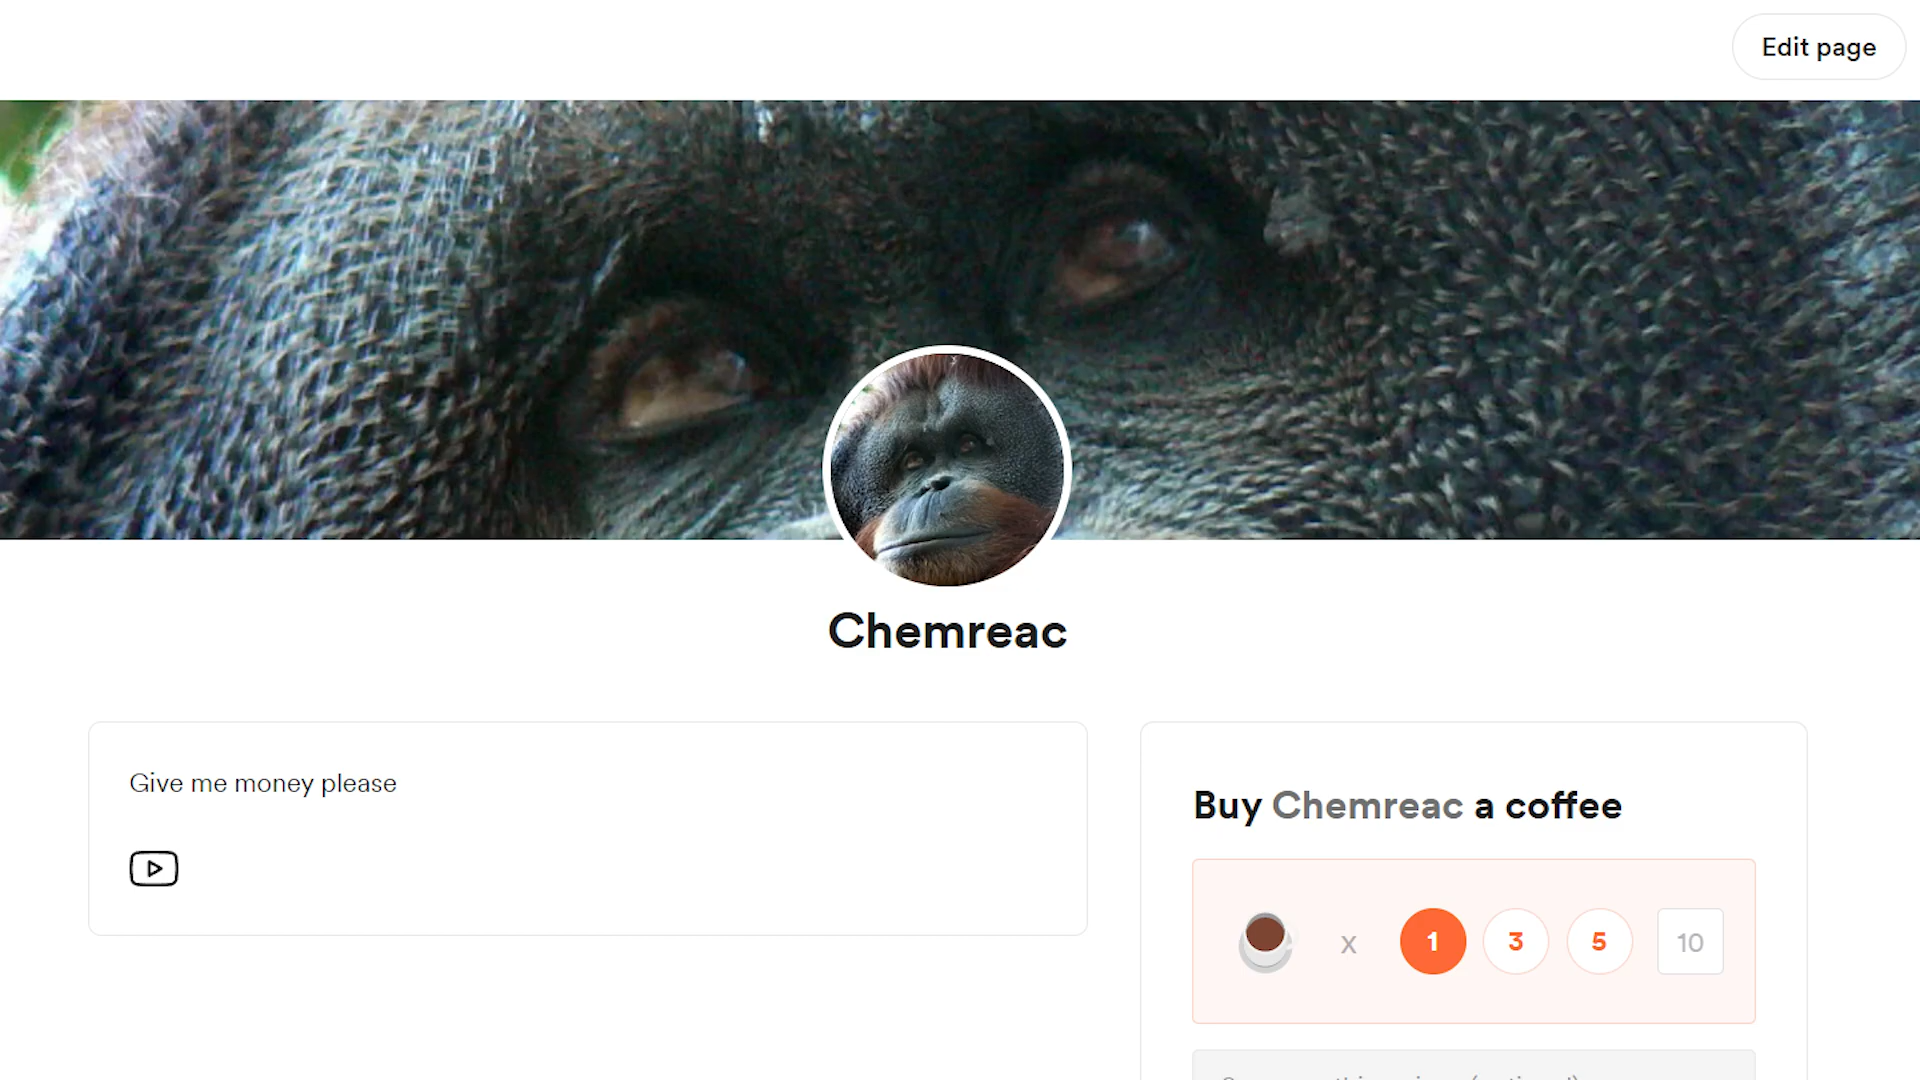 Edit page
Chemreac
Give me money please
Buy Chemreac a coffee
x 1 3 5 10